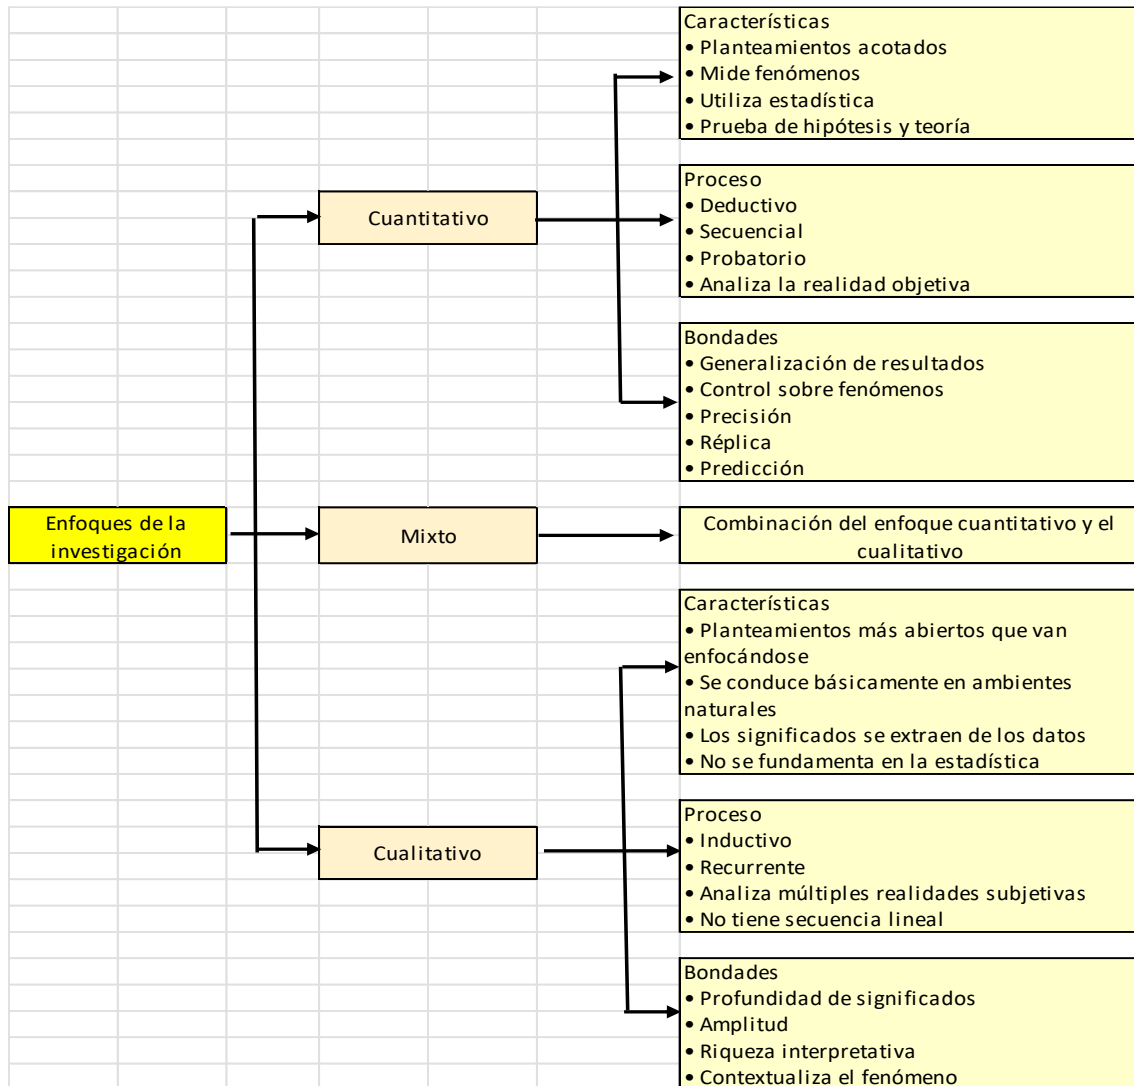 Características
• Planteamientos acotados
• Mide fenómenos
• Utiliza estadística
• Prueba de hipótesis y teoría
Cuantitativo
Proceso
• Deductivo
• Secuencial
• Probatorio
• Analiza la realidad objetiva
Bondades
• Generalización de resultados
• Control sobre fenómenos
• Precisión
• Réplica
• Predicción
Enfoques de la
investigación
Mixto
Combinación del enfoque cuantitativo y el
cualitativo
Características
• Planteamientos más abiertos que van
enfocándose
• Se conduce básicamente en ambientes
naturales
• Los significados se extraen de los datos
• No se fundamenta en la estadística
Cualitativo
Proceso
• Inductivo
• Recurrente
• Analiza múltiples realidades subjetivas
• No tiene secuencia lineal
Bondades
• Profundidad de significados
• Amplitud
• Riqueza interpretativa
• Contextualiza el fenómeno